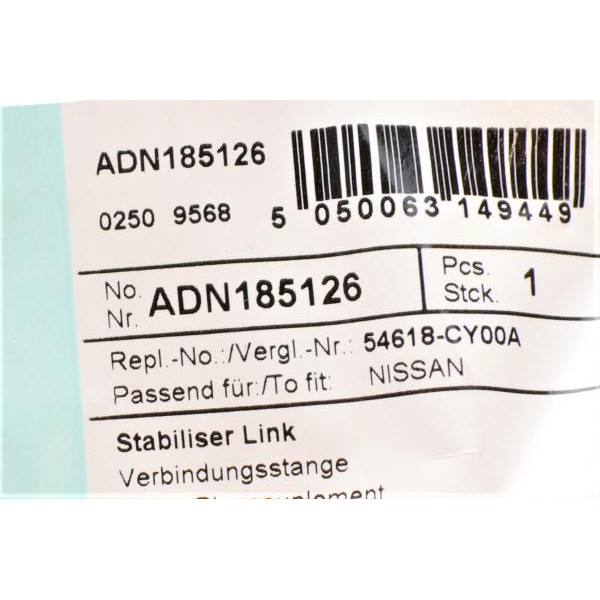 ADN185126
0250 9568
5 050063 149449
No.
Nr. ADN185126
Pcs.
Stck. 1
Repl.-No.:/Vergl.-Nr.: 54618-CY00A
Passend für:/To fit: NISSAN
Stabiliser Link
Verbindungsstange